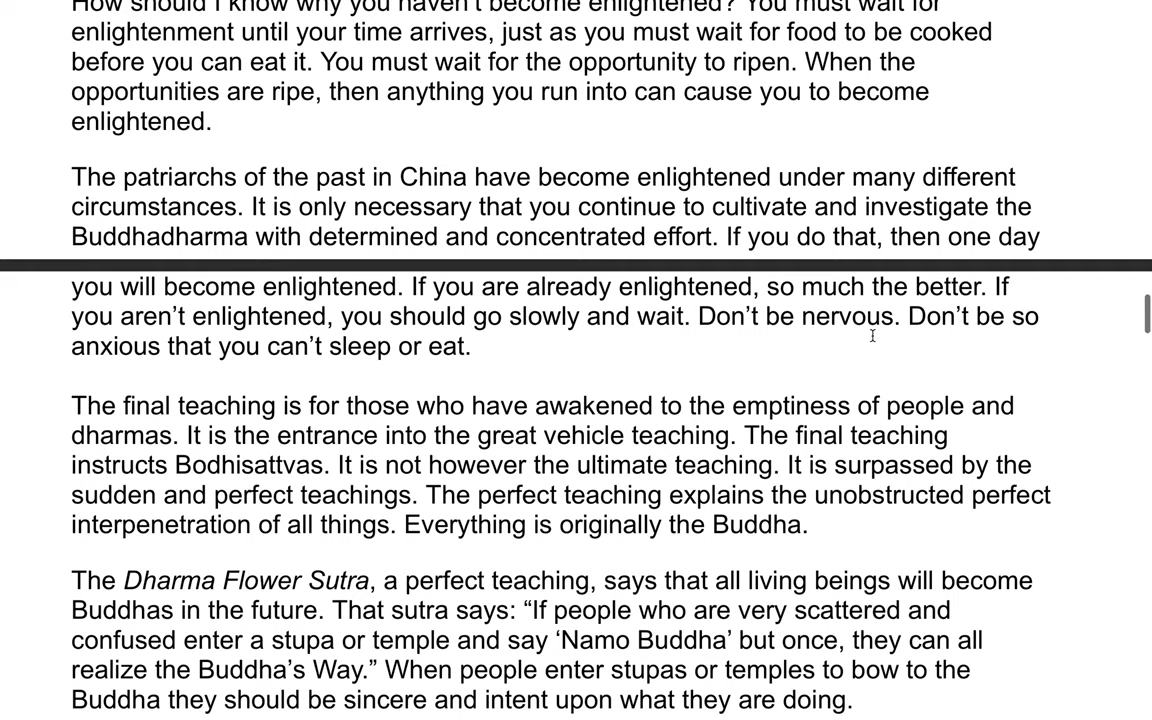 How should I know why you haven't become enlightened? You must wait for
enlightenment until your time arrives, just as you must wait for food to be cooked
before you can eat it. You must wait for the opportunity to ripen. When the
opportunities are ripe, then anything you run into can cause you to become
enlightened.
The patriarchs of the past in China have become enlightened under many different
circumstances. It is only necessary that you continue to cultivate and investigate the
Buddhadharma with determined and concentrated effort. If you do that, then one day
you will become enlightened. If you are already enlightened, so much the better. If
you aren’t enlightened, you should go slowly and wait. Don’t be nervous. Don’t be so
anxious that you can’t sleep or eat.
The final teaching is for those who have awakened to the emptiness of people and
dharmas. It is the entrance into the great vehicle teaching. The final teaching
instructs Bodhisattvas. It is not however the ultimate teaching. It is surpassed by the
sudden and perfect teachings. The perfect teaching explains the unobstructed perfect
interpenetration of all things. Everything is originally the Buddha.
The Dharma Flower Sutra, a perfect teaching, says that all living beings will become
Buddhas in the future. That sutra says: “If people who are very scattered and
confused enter a stupa or temple and say ‘Namo Buddha’ but once, they can all
realize the Buddha’s Way.” When people enter stupas or temples to bow to the
Buddha they should be sincere and intent upon what they are doing.